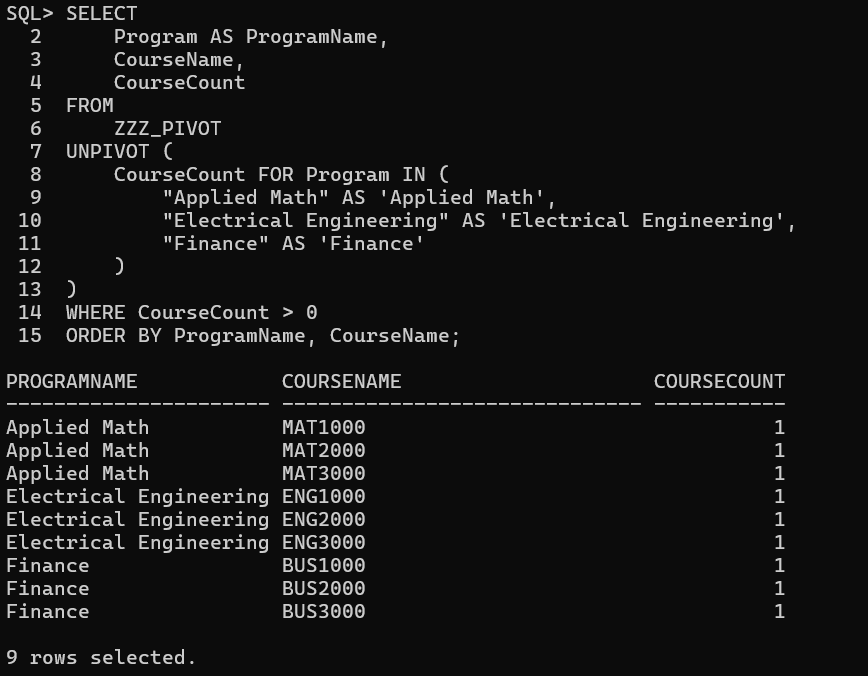 SQL> SELECT
  2      Program AS ProgramName,
  3      CourseName,
  4      CourseCount
  5  FROM
  6      ZZZ_PIVOT
  7  UNPIVOT (
  8      CourseCount FOR Program IN (
  9          "Applied Math" AS 'Applied Math',
 10          "Electrical Engineering" AS 'Electrical Engineering',
 11          "Finance" AS 'Finance'
 12      )
 13  )
 14  WHERE CourseCount > 0
 15  ORDER BY ProgramName, CourseName;

PROGRAMNAME            COURSENAME                     COURSECOUNT
---------------------- ------------------------------ -----------
Applied Math           MAT1000                                  1
Applied Math           MAT2000                                  1
Applied Math           MAT3000                                  1
Electrical Engineering ENG1000                                  1
Electrical Engineering ENG2000                                  1
Electrical Engineering ENG3000                                  1
Finance                BUS1000                                  1
Finance                BUS2000                                  1
Finance                BUS3000                                  1

9 rows selected.